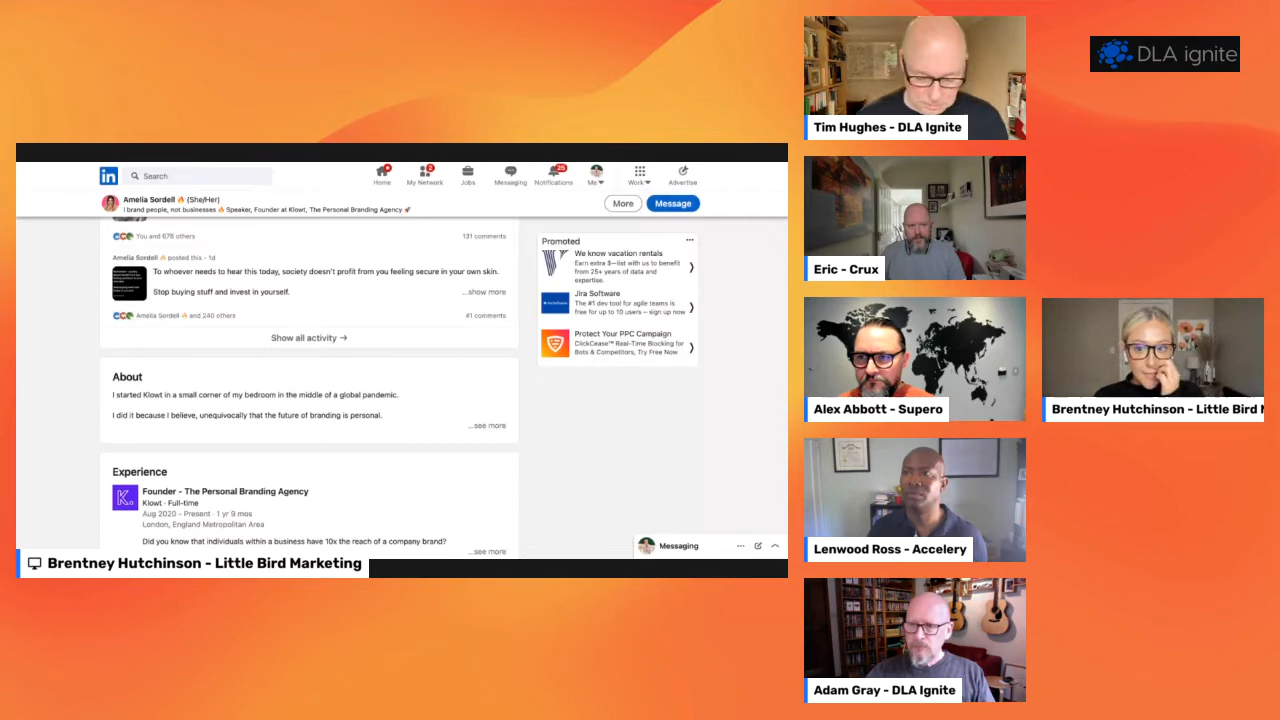 in
Search
Home
My Network
Jobs
Messaging
Notifications
25
Me
Work
Advertise
Amelia Sordell 🔥 (She/Her)
I brand people, not businesses 🔥 Speaker, Founder at Klowt, The Personal Branding Agency 🚀
More
Message
You and 678 others
131 comments
Amelia Sordell 🔥 posted this • 1d
To whoever needs to hear this today, society doesn't profit from you feeling secure in your own skin.
Stop buying stuff and invest in yourself.
...show more
Amelia Sordell 🔥 and 240 others
41 comments
Show all activity →
About
I started Klowt in a small corner of my bedroom in the middle of a global pandemic.
I did it because I believe, unequivocally that the future of branding is personal.
...see more
Experience
K.
Founder - The Personal Branding Agency
Klowt · Full-time
Aug 2020 - Present · 1 yr 9 mos
London, England Metropolitan Area
Did you know that individuals within a business have 10x the reach of a company brand?
...see more
Promoted
We know vacation rentals
Earn extra $—list with us to benefit
from 25+ years of data and
expertise.
Jira Software
The #1 dev tool for agile teams is
free for up to 10 users – sign up now
Protect Your PPC Campaign
ClickCease™ Real-Time Blocking for
Bots & Competitors, Try Free Now
Messaging
Brentney Hutchinson - Little Bird Marketing
Tim Hughes - DLA Ignite
Eric - Crux
Alex Abbott - Supero
Lenwood Ross - Accelery
Adam Gray - DLA Ignite
DLA ignite
Brentney Hutchinson - Little Bird